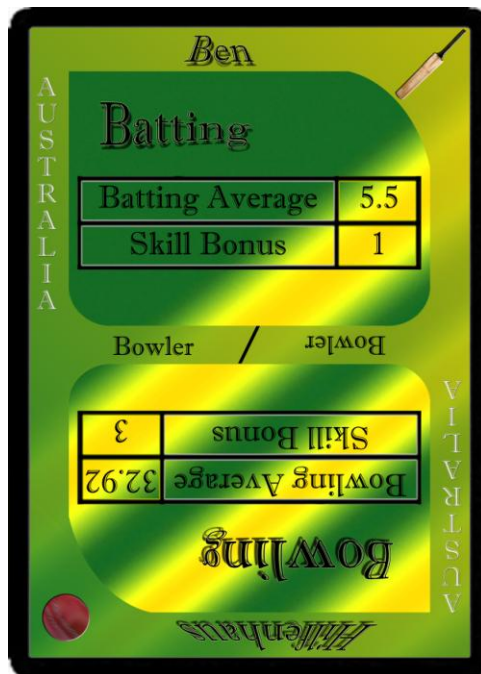 Ben
AUSTRALIA
Batting
Batting Average 5.5
Skill Bonus 1
Bowler / Bowler
Skill Bonus 3
Bowling Average 32.92
Bowling
AUSTRALIA
Hilfenhaus